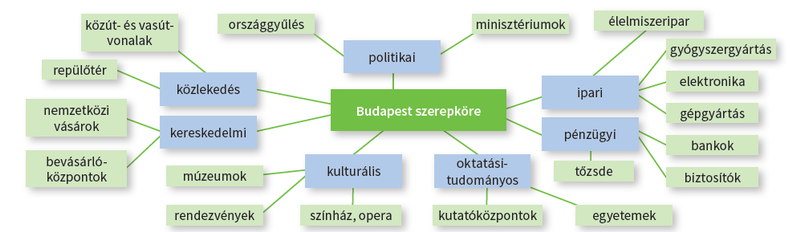 országgyűlés
minisztériumok
élelmiszeripar
közút- és vasút-
vonalak
gyógyszergyártás
politikai
repülőtér
közlekedés
ipari
elektronika
nemzetközi
vásárok
kereskedelmi
Budapest szerepköre
gépgyártás
pénzügyi
bankok
bevásárló-
központok
múzeumok
kulturális
oktatási-
tudományos
tőzsde
biztosítók
rendezvények
színház, opera
kutatóközpontok
egyetemek